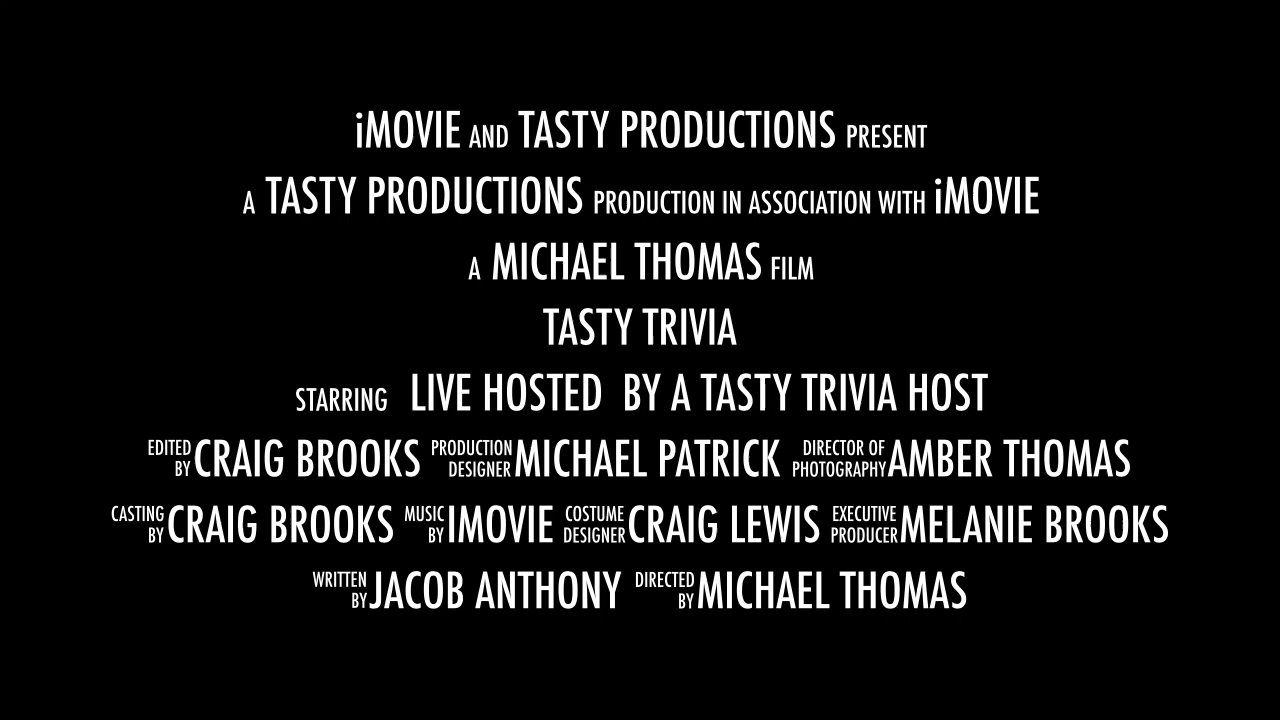 iMOVIE AND TASTY PRODUCTIONS PRESENT
A TASTY PRODUCTIONS PRODUCTION IN ASSOCIATION WITH iMOVIE
A MICHAEL THOMAS FILM
TASTY TRIVIA
STARRING LIVE HOSTED BY A TASTY TRIVIA HOST
EDITED BY CRAIG BROOKS PRODUCTION DESIGNER MICHAEL PATRICK DIRECTOR OF PHOTOGRAPHY AMBER THOMAS
CASTING BY CRAIG BROOKS MUSIC BY IMOVIE COSTUME DESIGNER CRAIG LEWIS EXECUTIVE PRODUCER MELANIE BROOKS
WRITTEN BY JACOB ANTHONY DIRECTED BY MICHAEL THOMAS